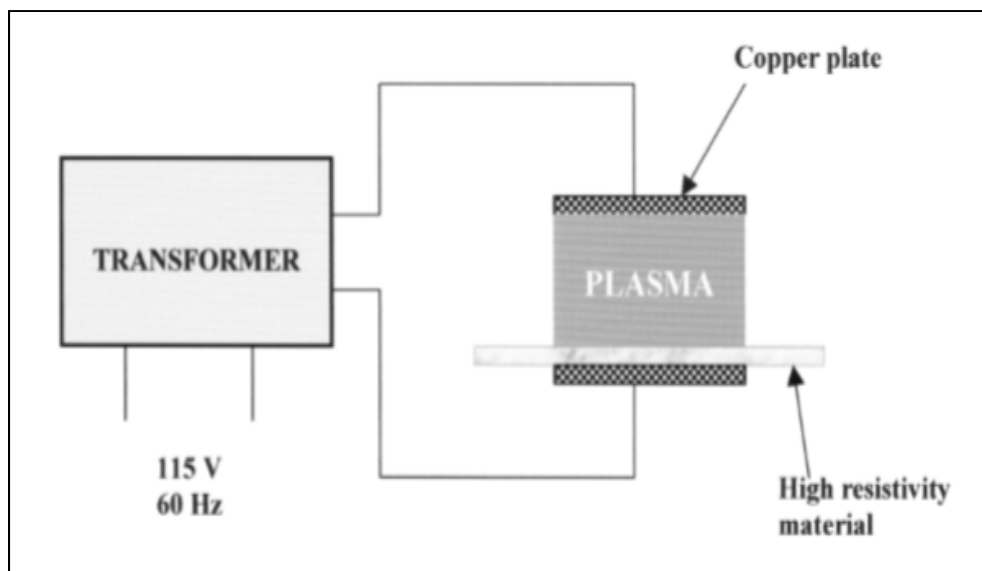 Copper plate
TRANSFORMER
PLASMA
115 V
60 Hz
High resistivity
material